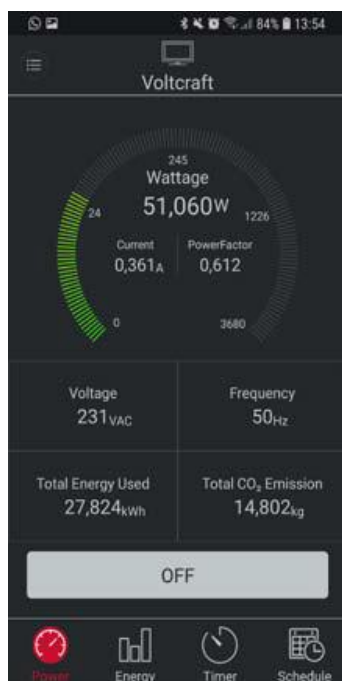 84% 13:54
Voltcraft
245
Wattage
24 51,060W 1226
Current PowerFactor
0,361A 0,612
0 3680
Voltage Frequency
231VAC 50Hz
Total Energy Used Total CO₂ Emission
27,824kWh 14,802kg
OFF
Power Energy Timer Schedule